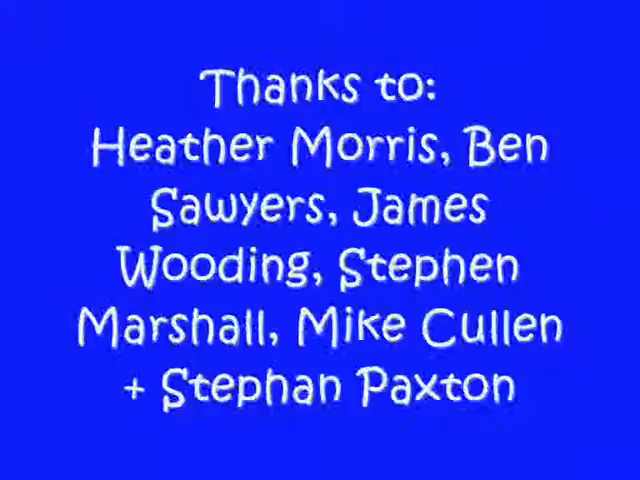 Thanks to:
Heather Morris, Ben
Sawyers, James
Wooding, Stephen
Marshall, Mike Cullen
+ Stephan Paxton